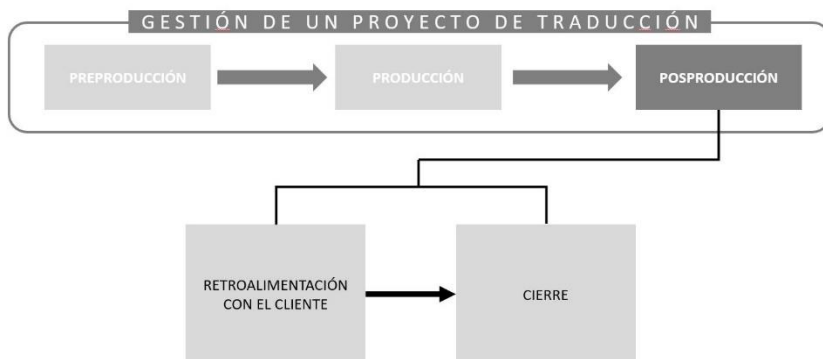 GESTIÓN DE UN PROYECTO DE TRADUCCIÓN
PREPRODUCCIÓN
PRODUCCIÓN
POSPRODUCCIÓN
RETROALIMENTACIÓN
CON EL CLIENTE
CIERRE